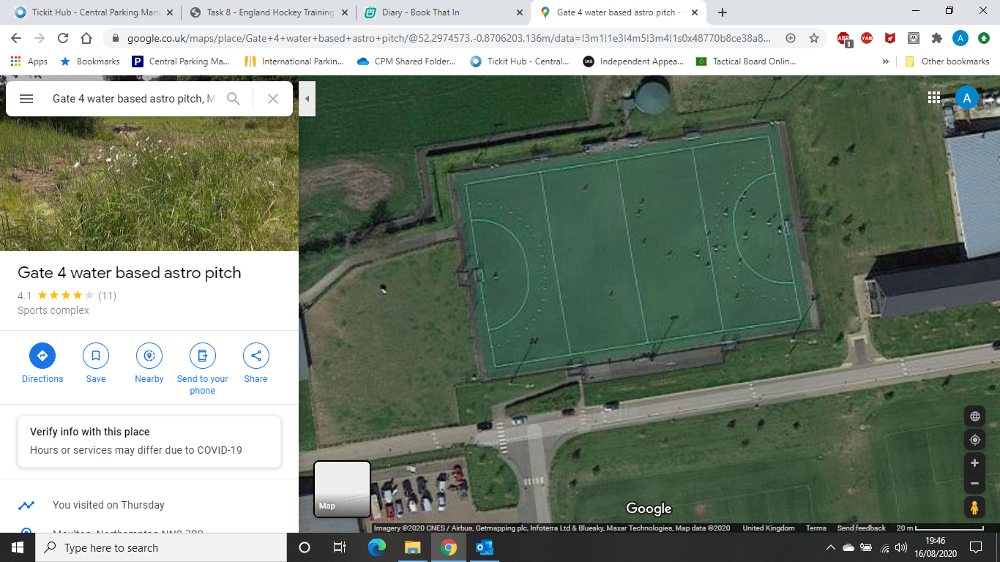 Tickit Hub - Central Parking Man
Task 8 - England Hockey Training
Diary - Book That In
Gate 4 water based astro pitch -
google.co.uk/maps/place/Gate+4+water+based+astro+pitch/@52.2974573,-0.8706203,136m/data=!3m1!1e3!4m5!3m4!1s0x48770b8ce38a8...
ABP 1
YAB
A
Apps
Bookmarks
P Central Parking Ma...
International Parkin...
CPM Shared Folder...
Tickit Hub - Central...
IAS Independent Appea...
Tactical Board Onlin...
»
Other bookmarks
Gate 4 water based astro pitch, M
A
Gate 4 water based astro pitch
4.1 ★★★★★ (11)
Sports complex
Directions
Save
Nearby
Send to your
phone
Share
Verify info with this place
Hours or services may differ due to COVID-19
You visited on Thursday
Map
Google
Imagery ©2020 CNES / Airbus, Getmapping plc, Infoterra Ltd & Bluesky, Maxar Technologies, Map data ©2020 United Kingdom Terms Send feedback 20 m
Type here to search
19:46
16/08/2020